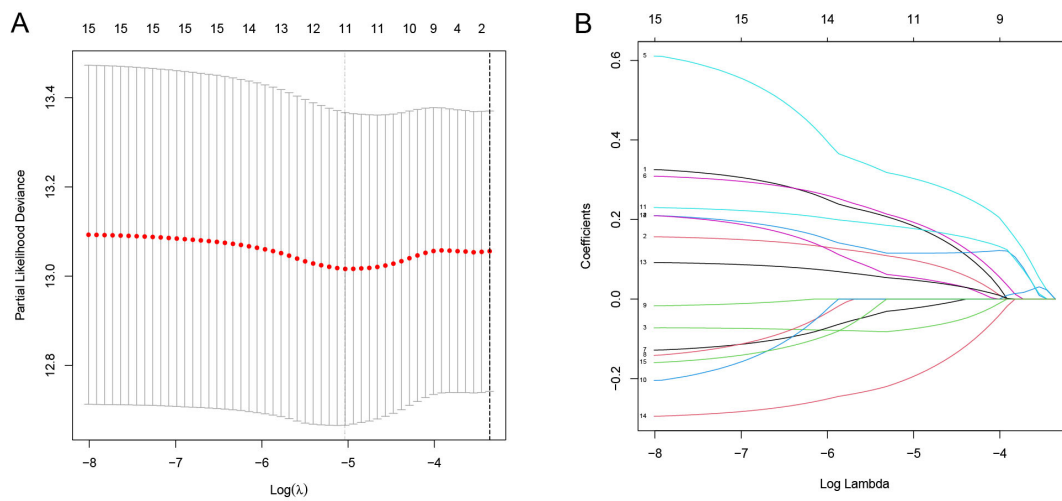 A
15 15 15 15 15 14 13 12 11 11 10 9 4 2
13.4
13.2
13.0
12.8
Partial Likelihood Deviance
−8 −7 −6 −5 −4
Log(λ)
B
15 15 14 11 9
0.6
0.4
0.2
0.0
−0.2
Coefficients
5
1
6
11
2
13
9
3
7
8
15
10
14
−8 −7 −6 −5 −4
Log Lambda